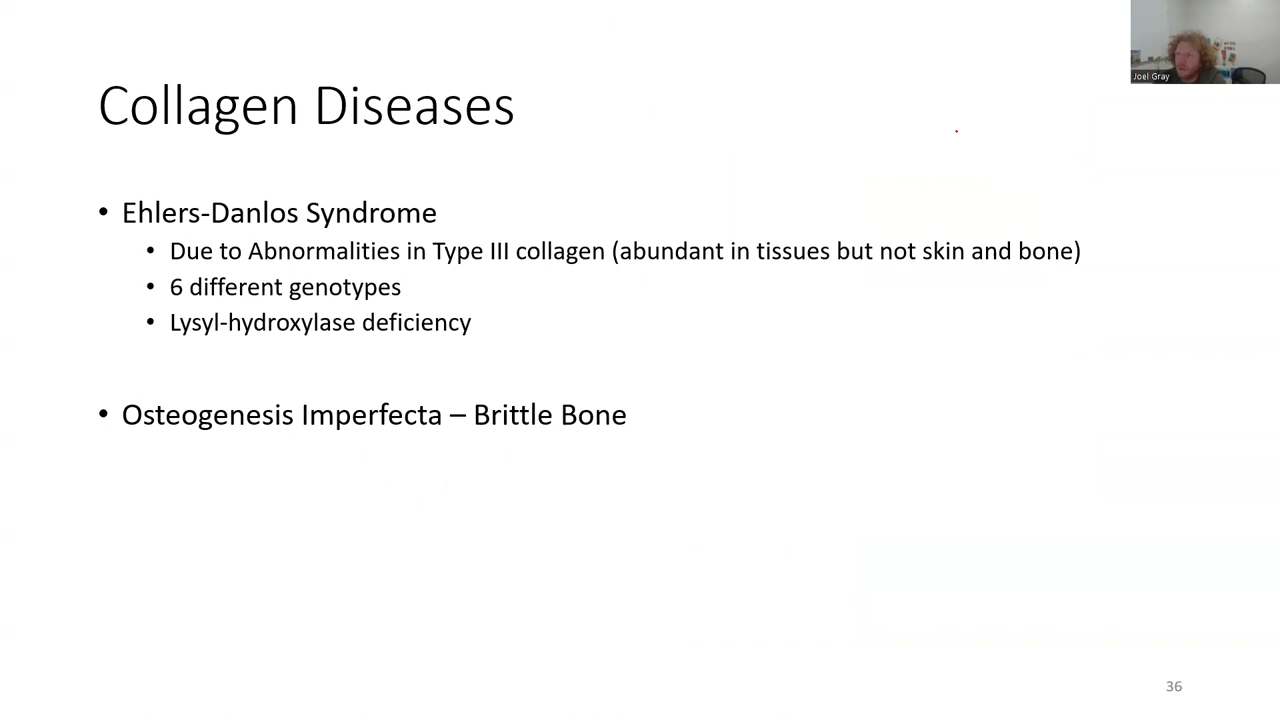 Joel Gray
Collagen Diseases
• Ehlers-Danlos Syndrome
• Due to Abnormalities in Type III collagen (abundant in tissues but not skin and bone)
• 6 different genotypes
• Lysyl-hydroxylase deficiency
• Osteogenesis Imperfecta – Brittle Bone
36